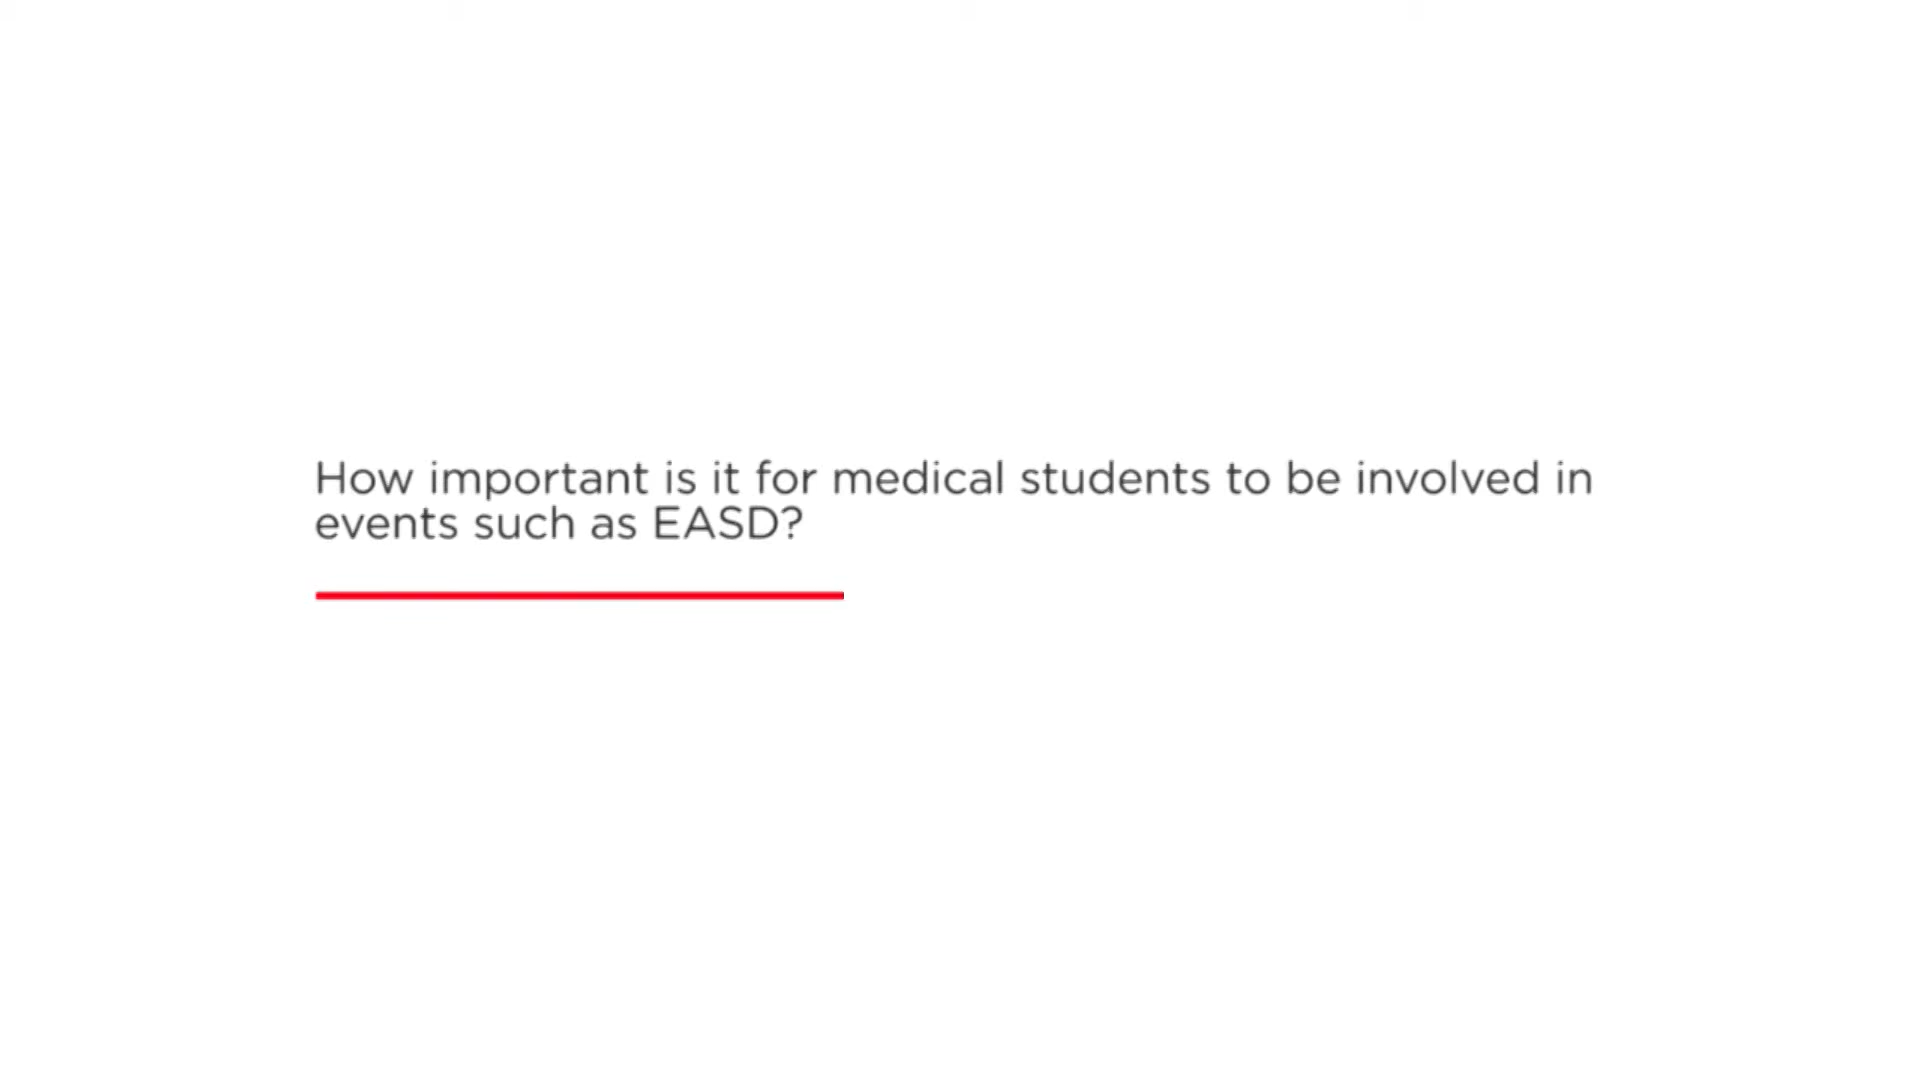 How important is it for medical students to be involved in
events such as EASD?